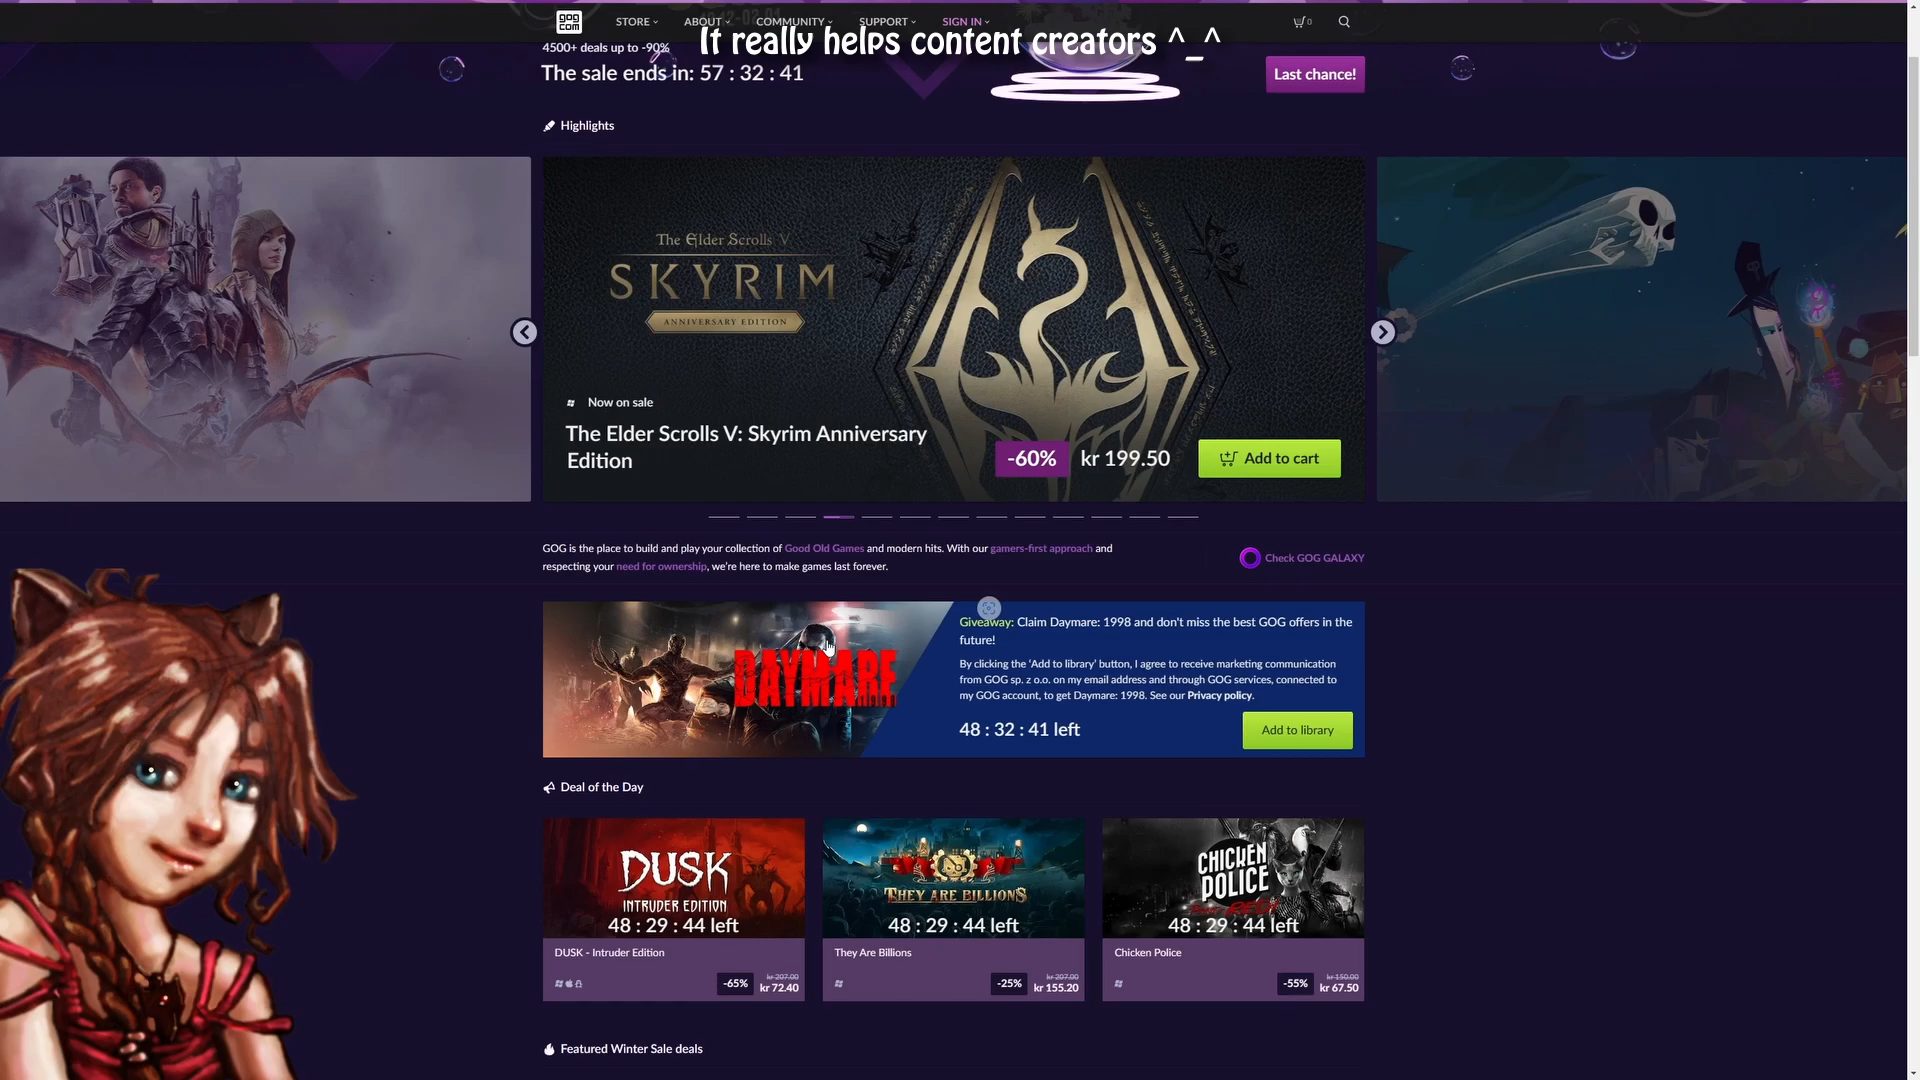 gog
com
STORE
ABOUT
COMMUNITY
SUPPORT
SIGN IN
0
It really helps content creators ^_^
4500+ deals up to -90%
The sale ends in: 57 : 32 : 41
Last chance!
Highlights
The Elder Scrolls V
SKYRIM
ANNIVERSARY EDITION
Now on sale
The Elder Scrolls V: Skyrim Anniversary
Edition
-60%
kr 199.50
Add to cart
GOG is the place to build and play your collection of Good Old Games and modern hits. With our gamers-first approach and
respecting your need for ownership, we're here to make games last forever.
Check GOG GALAXY
DAYMARE
Giveaway: Claim Daymare: 1998 and don't miss the best GOG offers in the
future!
By clicking the 'Add to library' button, I agree to receive marketing communication
from GOG sp. z o.o. on my email address and through GOG services, connected to
my GOG account, to get Daymare: 1998. See our Privacy policy.
48 : 32 : 41 left
Add to library
Deal of the Day
DUSK
INTRUDER EDITION
48 : 29 : 44 left
DUSK - Intruder Edition
-65%
kr 207.00
kr 72.40
THEY ARE BILLIONS
48 : 29 : 44 left
They Are Billions
-25%
kr 207.00
kr 155.20
CHICKEN
POLICE
48 : 29 : 44 left
Chicken Police
-55%
kr 150.00
kr 67.50
Featured Winter Sale deals